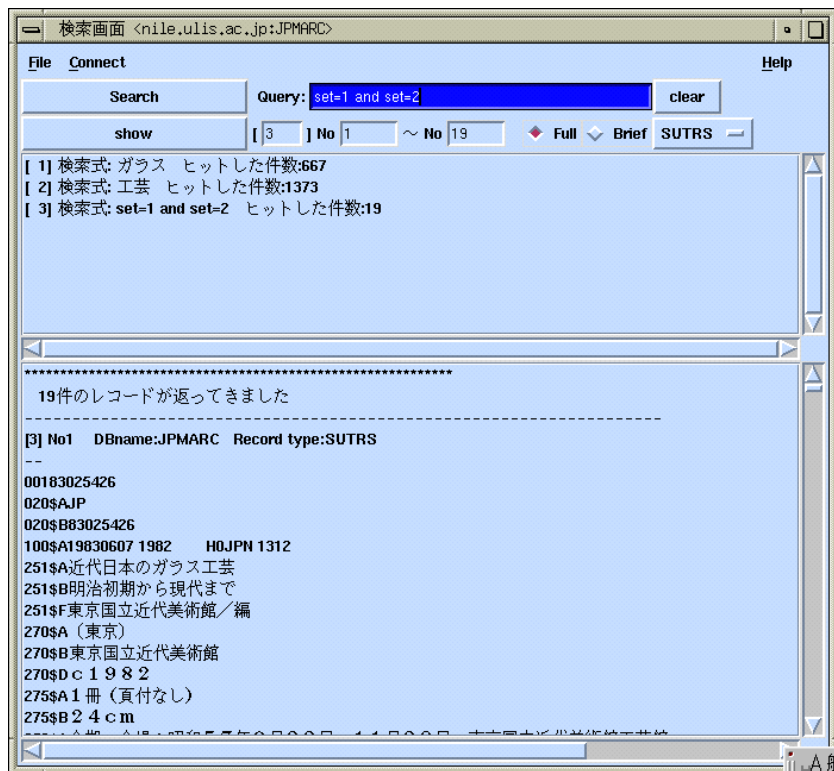 検索画面 <nile.ulis.ac.jp:JPMARC>
File Connect Help
Search Query: set=1 and set=2 clear
show [ 3 ] No 1 ～ No 19 Full Brief SUTRS
[ 1] 検索式: ガラス　ヒットした件数:667
[ 2] 検索式: 工芸　ヒットした件数:1373
[ 3] 検索式: set=1 and set=2　ヒットした件数:19
************************************************************
19件のレコードが返ってきました
----------------------------------------------------------------
[3] No1 DBname:JPMARC Record type:SUTRS
--
00183025426
020$AJP
020$B83025426
100$A19830607 1982 H0JPN 1312
251$A近代日本のガラス工芸
251$B明治初期から現代まで
251$F東京国立近代美術館／編
270$A（東京）
270$B東京国立近代美術館
270$Dｃ１９８２
275$A１冊（頁付なし）
275$B２４ｃｍ